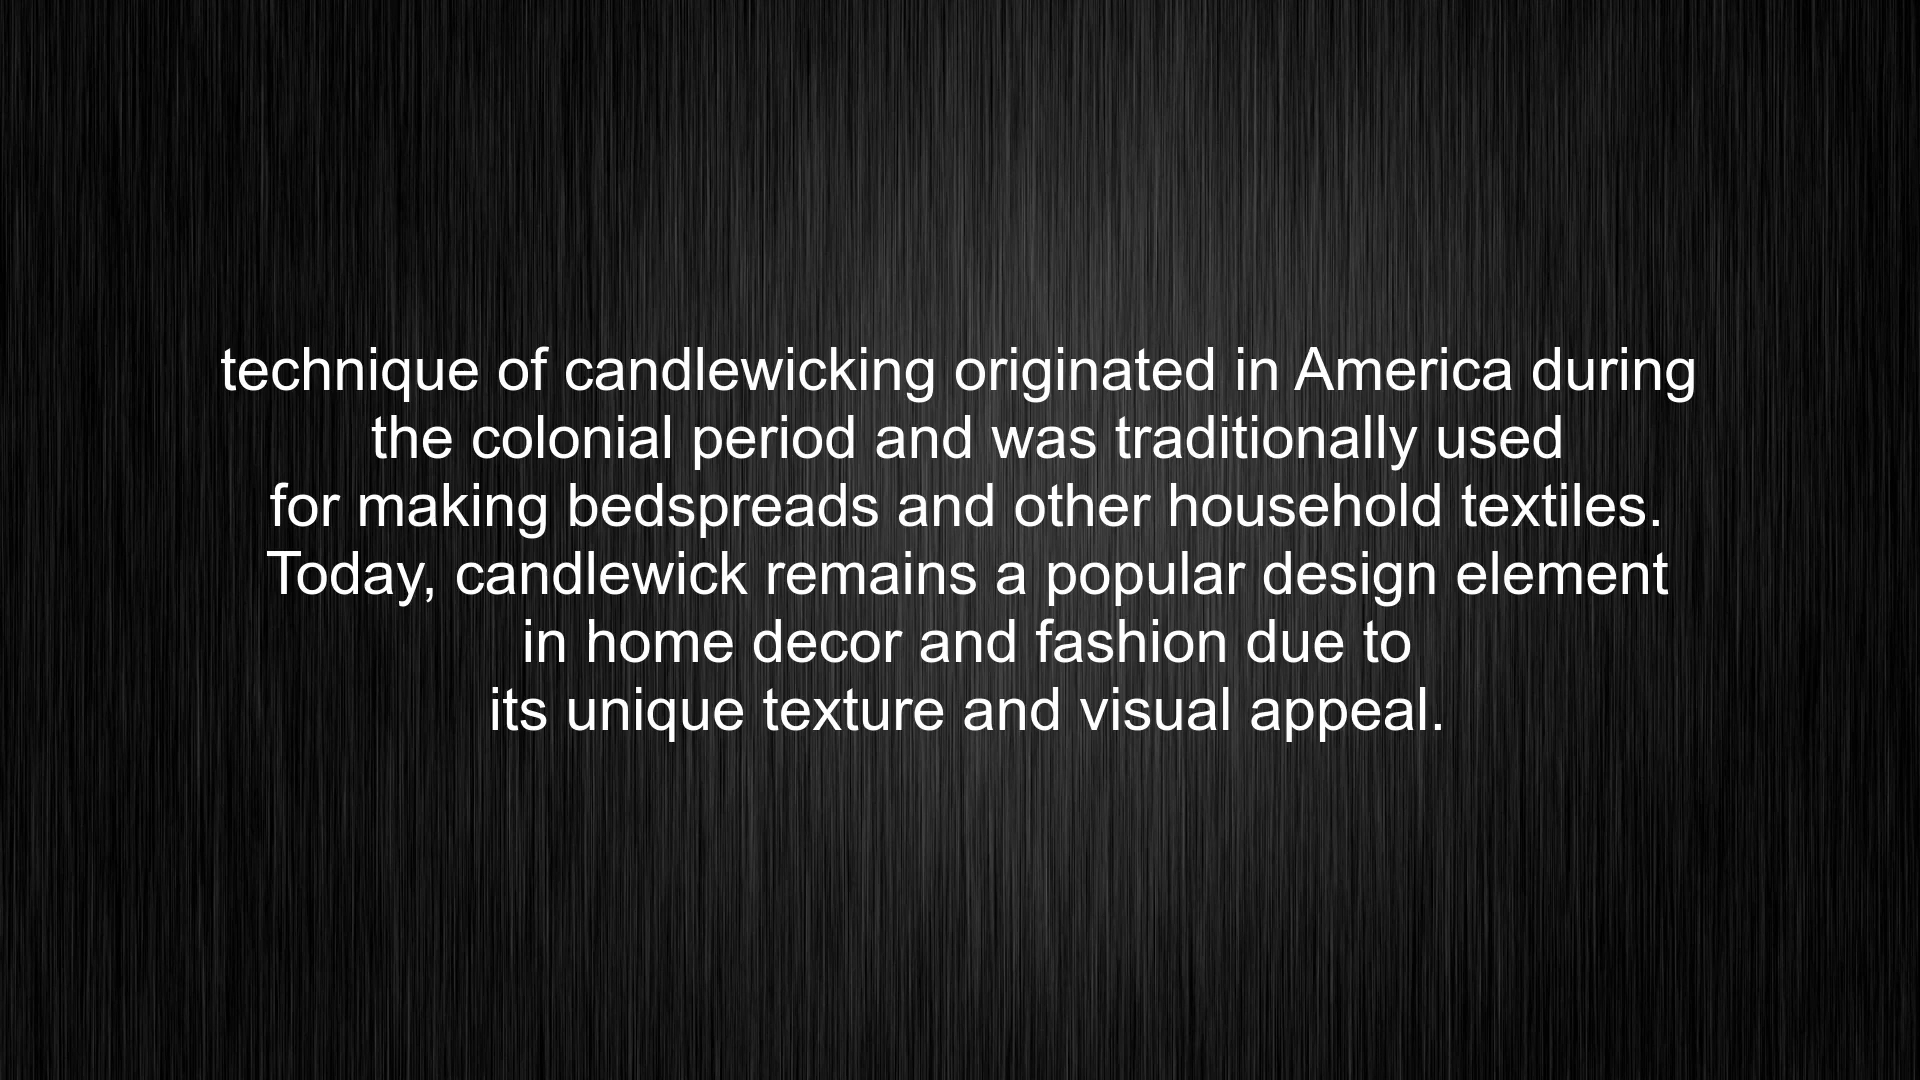 technique of candlewicking originated in America during
the colonial period and was traditionally used
for making bedspreads and other household textiles.
Today, candlewick remains a popular design element
in home decor and fashion due to
its unique texture and visual appeal.